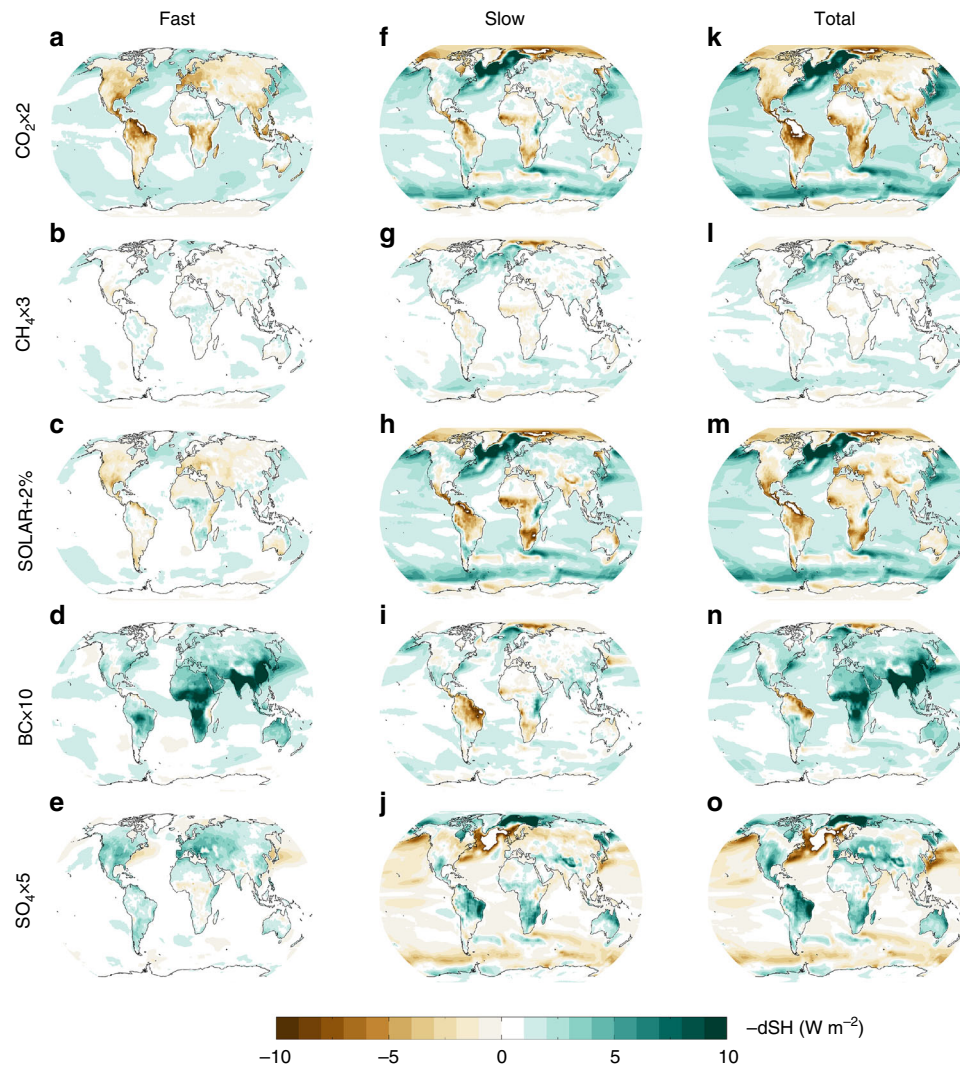 Fast Slow Total
a f k
CO₂×2
b g l
CH₄×3
c h m
SOLAR+2%
d i n
BC×10
e j o
SO₄×5
–dSH (W m⁻²)
−10 −5 0 5 10